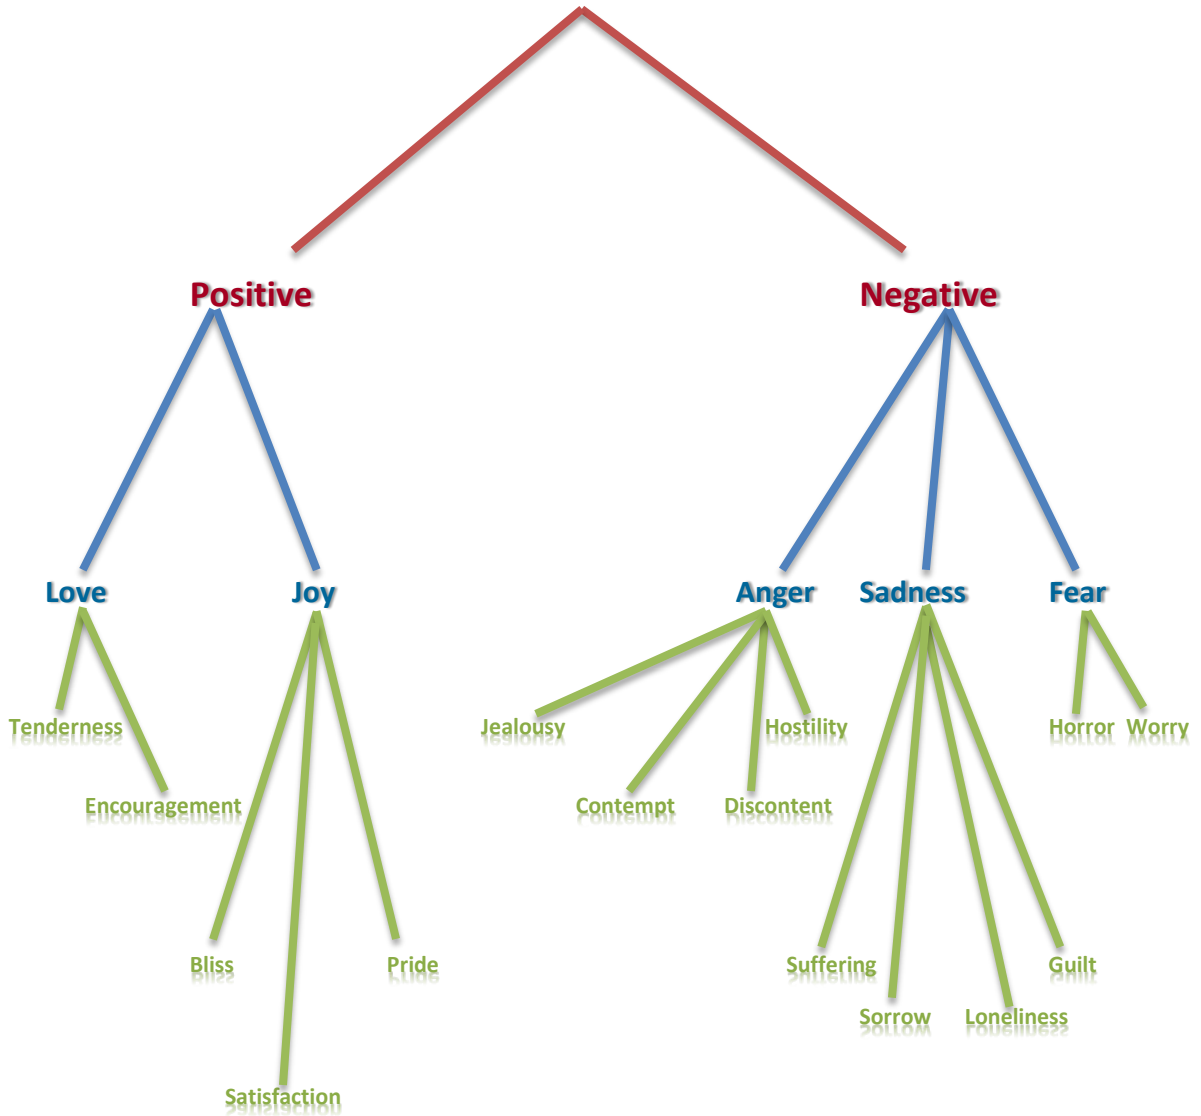 Positive
Negative
Love
Joy
Anger
Sadness
Fear
Tenderness
Jealousy
Hostility
Horror
Worry
Encouragement
Contempt
Discontent
Bliss
Pride
Suffering
Guilt
Sorrow
Loneliness
Satisfaction